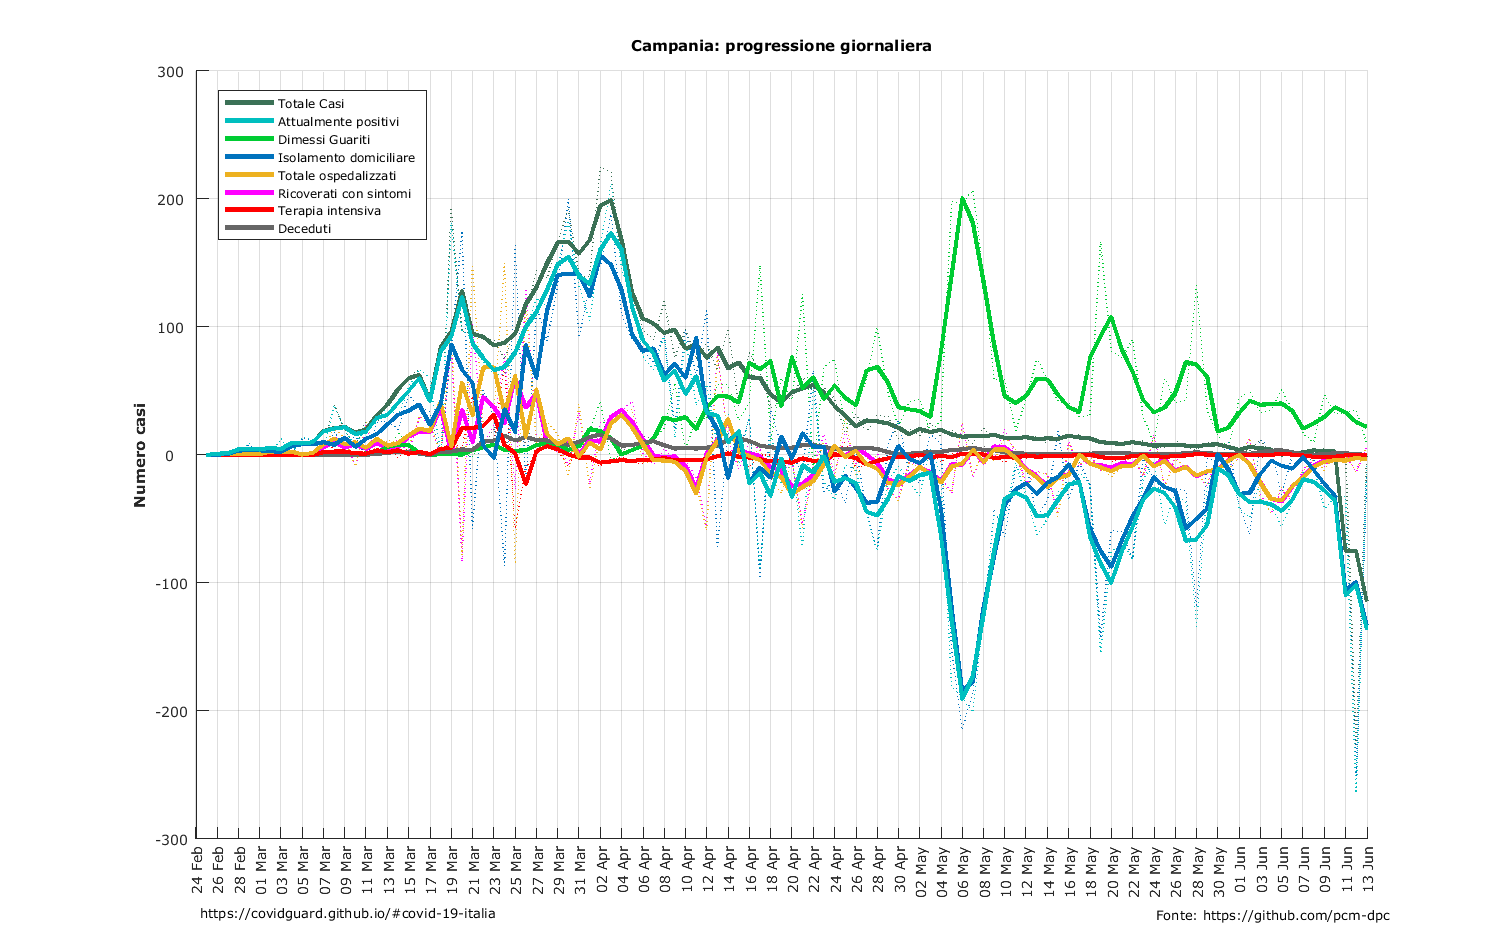 Campania: progressione giornaliera
Numero casi
300
200
100
0
-100
-200
-300
Totale Casi
Attualmente positivi
Dimessi Guariti
Isolamento domiciliare
Totale ospedalizzati
Ricoverati con sintomi
Terapia intensiva
Deceduti
24 Feb
26 Feb
28 Feb
01 Mar
03 Mar
05 Mar
07 Mar
09 Mar
11 Mar
13 Mar
15 Mar
17 Mar
19 Mar
21 Mar
23 Mar
25 Mar
27 Mar
29 Mar
31 Mar
02 Apr
04 Apr
06 Apr
08 Apr
10 Apr
12 Apr
14 Apr
16 Apr
18 Apr
20 Apr
22 Apr
24 Apr
26 Apr
28 Apr
30 Apr
02 May
04 May
06 May
08 May
10 May
12 May
14 May
16 May
18 May
20 May
22 May
24 May
26 May
28 May
30 May
01 Jun
03 Jun
05 Jun
07 Jun
09 Jun
11 Jun
13 Jun
https://covidguard.github.io/#covid-19-italia
Fonte: https://github.com/pcm-dpc